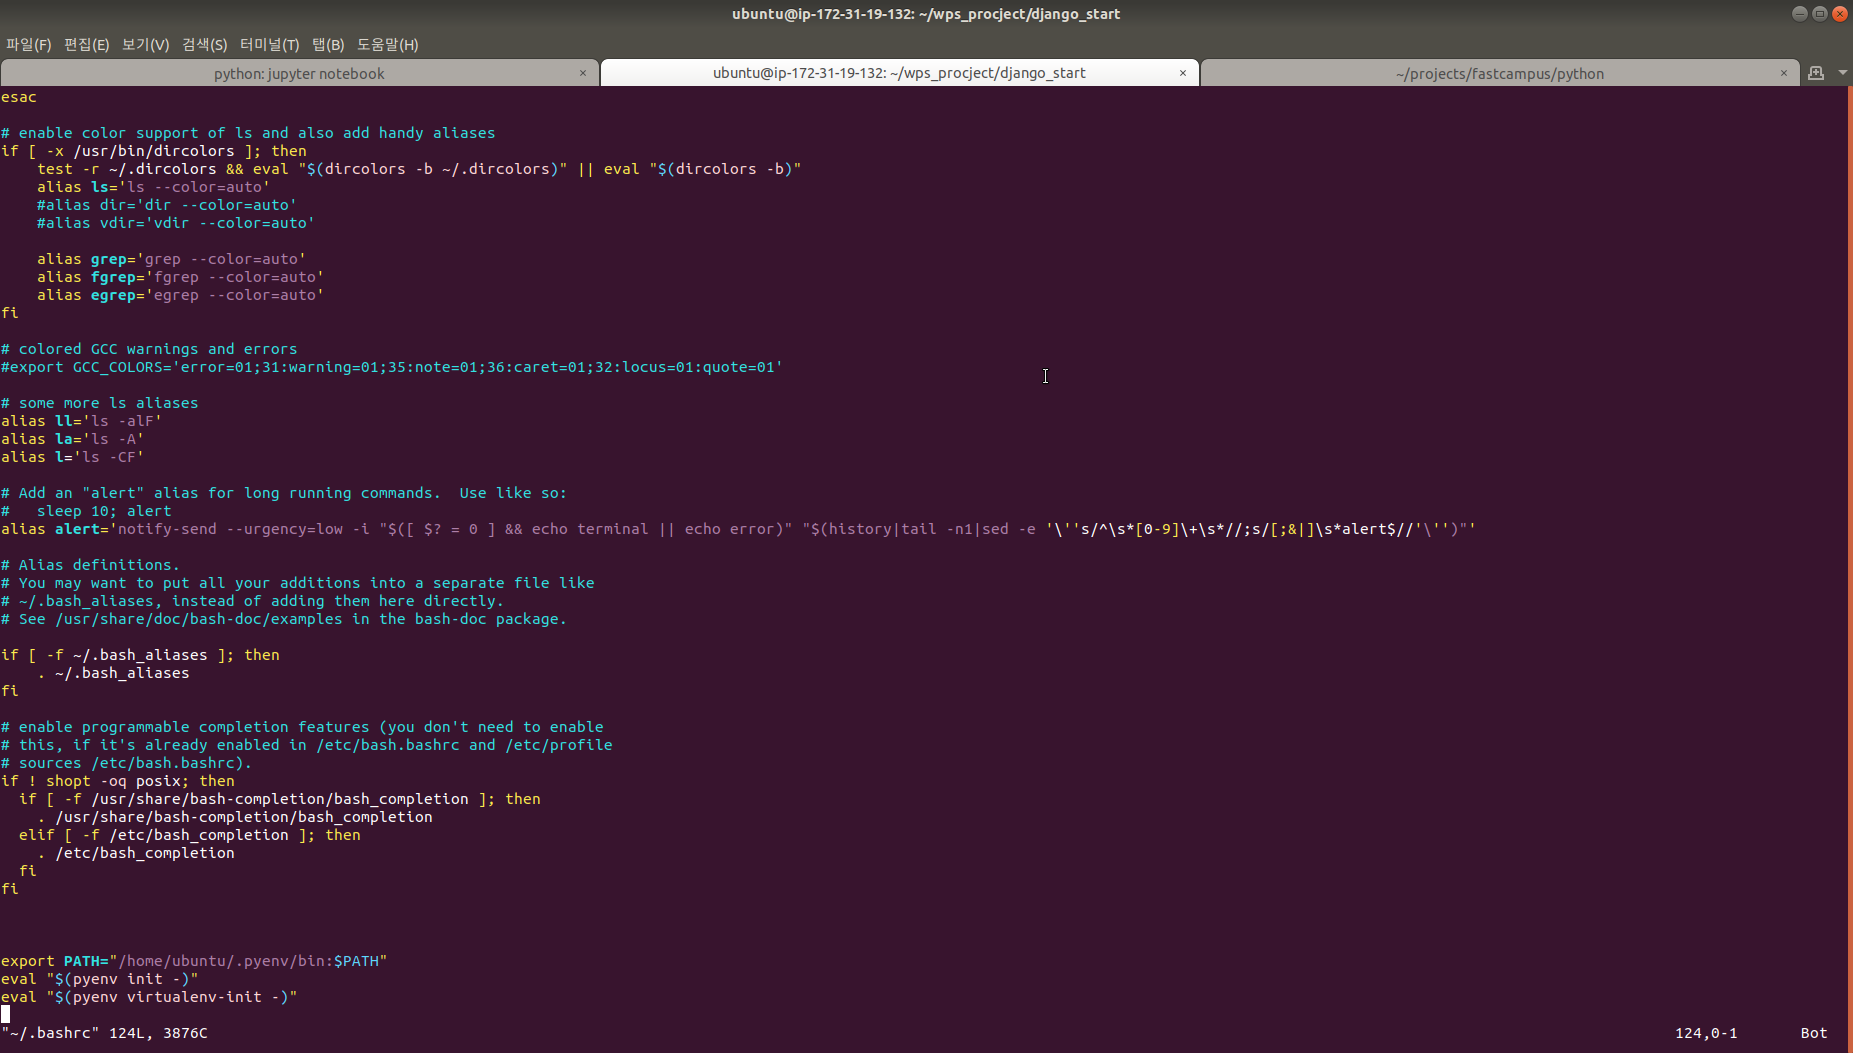 ubuntu@ip-172-31-19-132: ~/wps_procject/django_start
파일(F) 편집(E) 보기(V) 검색(S) 터미널(T) 탭(B) 도움말(H)
python: jupyter notebook × ubuntu@ip-172-31-19-132: ~/wps_procject/django_start × ~/projects/fastcampus/python ×
esac

# enable color support of ls and also add handy aliases
if [ -x /usr/bin/dircolors ]; then
    test -r ~/.dircolors && eval "$(dircolors -b ~/.dircolors)" || eval "$(dircolors -b)"
    alias ls='ls --color=auto'
    #alias dir='dir --color=auto'
    #alias vdir='vdir --color=auto'

    alias grep='grep --color=auto'
    alias fgrep='fgrep --color=auto'
    alias egrep='egrep --color=auto'
fi

# colored GCC warnings and errors
#export GCC_COLORS='error=01;31:warning=01;35:note=01;36:caret=01;32:locus=01:quote=01'

# some more ls aliases
alias ll='ls -alF'
alias la='ls -A'
alias l='ls -CF'

# Add an "alert" alias for long running commands.  Use like so:
#   sleep 10; alert
alias alert='notify-send --urgency=low -i "$([ $? = 0 ] && echo terminal || echo error)" "$(history|tail -n1|sed -e '\''s/^\s*[0-9]\+\s*//;s/[;&|]\s*alert$//'\'')"'

# Alias definitions.
# You may want to put all your additions into a separate file like
# ~/.bash_aliases, instead of adding them here directly.
# See /usr/share/doc/bash-doc/examples in the bash-doc package.

if [ -f ~/.bash_aliases ]; then
    . ~/.bash_aliases
fi

# enable programmable completion features (you don't need to enable
# this, if it's already enabled in /etc/bash.bashrc and /etc/profile
# sources /etc/bash.bashrc).
if ! shopt -oq posix; then
  if [ -f /usr/share/bash-completion/bash_completion ]; then
    . /usr/share/bash-completion/bash_completion
  elif [ -f /etc/bash_completion ]; then
    . /etc/bash_completion
  fi
fi

export PATH="/home/ubuntu/.pyenv/bin:$PATH"
eval "$(pyenv init -)"
eval "$(pyenv virtualenv-init -)"
"~/.bashrc" 124L, 3876C 124,0-1 Bot